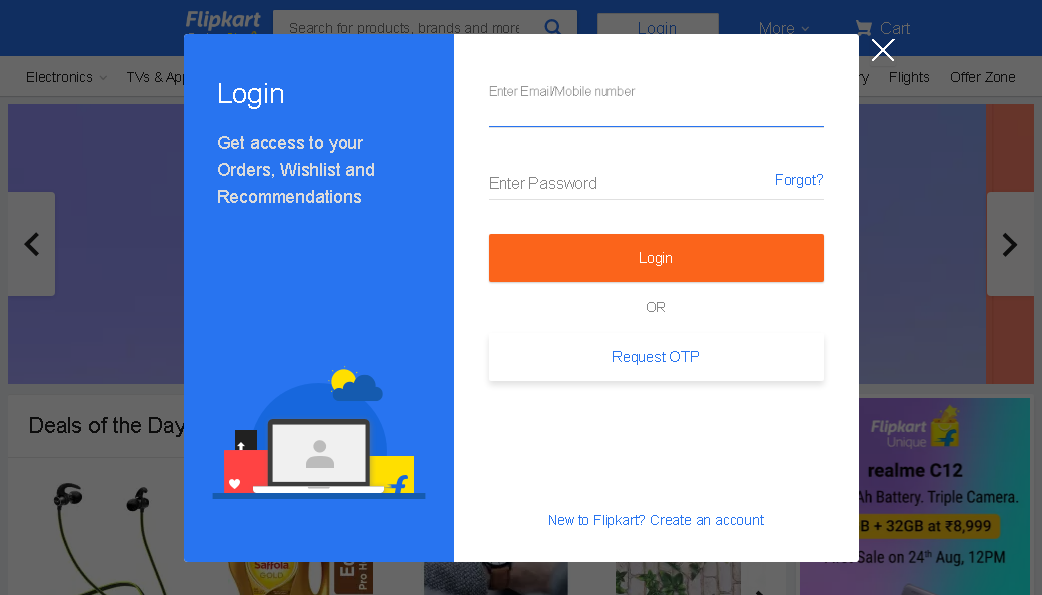 Flipkart
Search for products, brands and more
Login
More
Cart
Electronics
TVs & App
Flights
Offer Zone
Login
Get access to your
Orders, Wishlist and
Recommendations
Enter Email/Mobile number
Enter Password
Forgot?
Login
OR
Request OTP
New to Flipkart? Create an account
Deals of the Day
Flipkart
Unique
realme C12
Ah Battery. Triple Camera.
B + 32GB at ₹8,999
Sale on 24th Aug, 12PM
Saffola
GOLD
Pro H